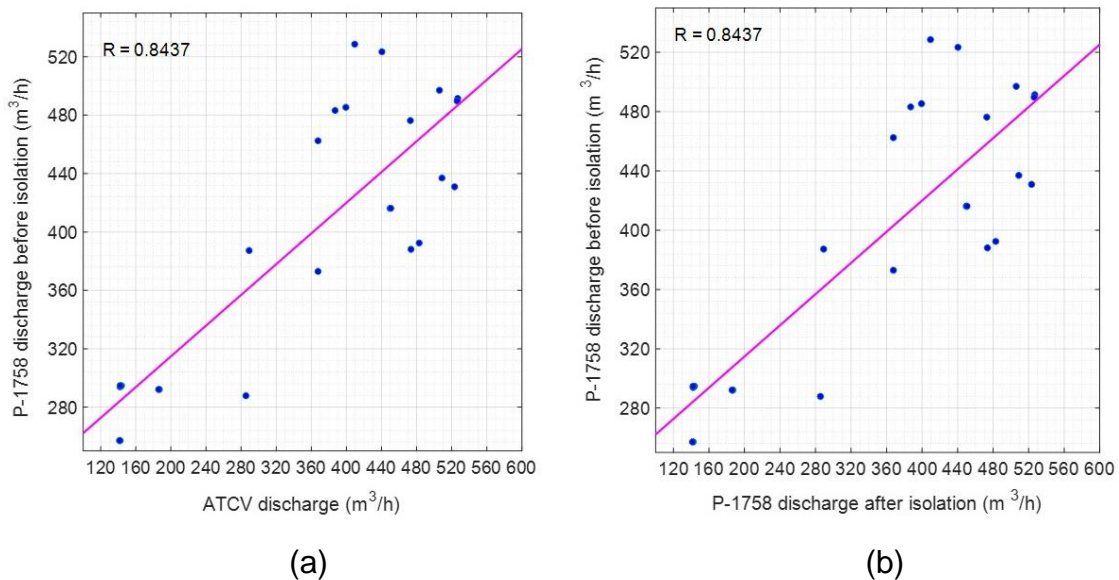 R = 0.8437
520
480
440
400
360
320
280
P-1758 discharge before isolation (m³/h)
120 160 200 240 280 320 360 400 440 480 520 560 600
ATCV discharge (m³/h)
(a)
R = 0.8437
520
480
440
400
360
320
280
P-1758 discharge before isolation (m³/h)
120 160 200 240 280 320 360 400 440 480 520 560 600
P-1758 discharge after isolation (m³/h)
(b)